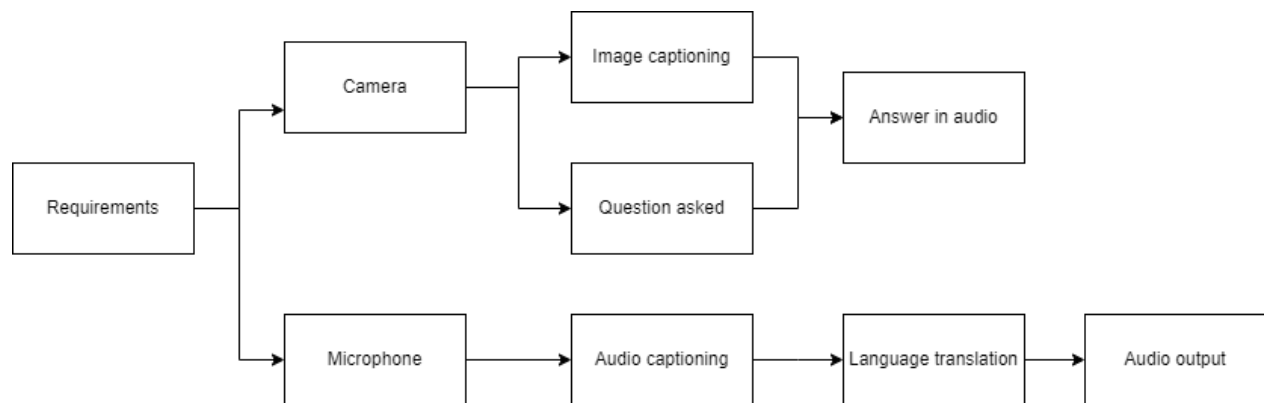 Image captioning
Camera
Answer in audio
Requirements
Question asked
Microphone
Audio captioning
Language translation
Audio output